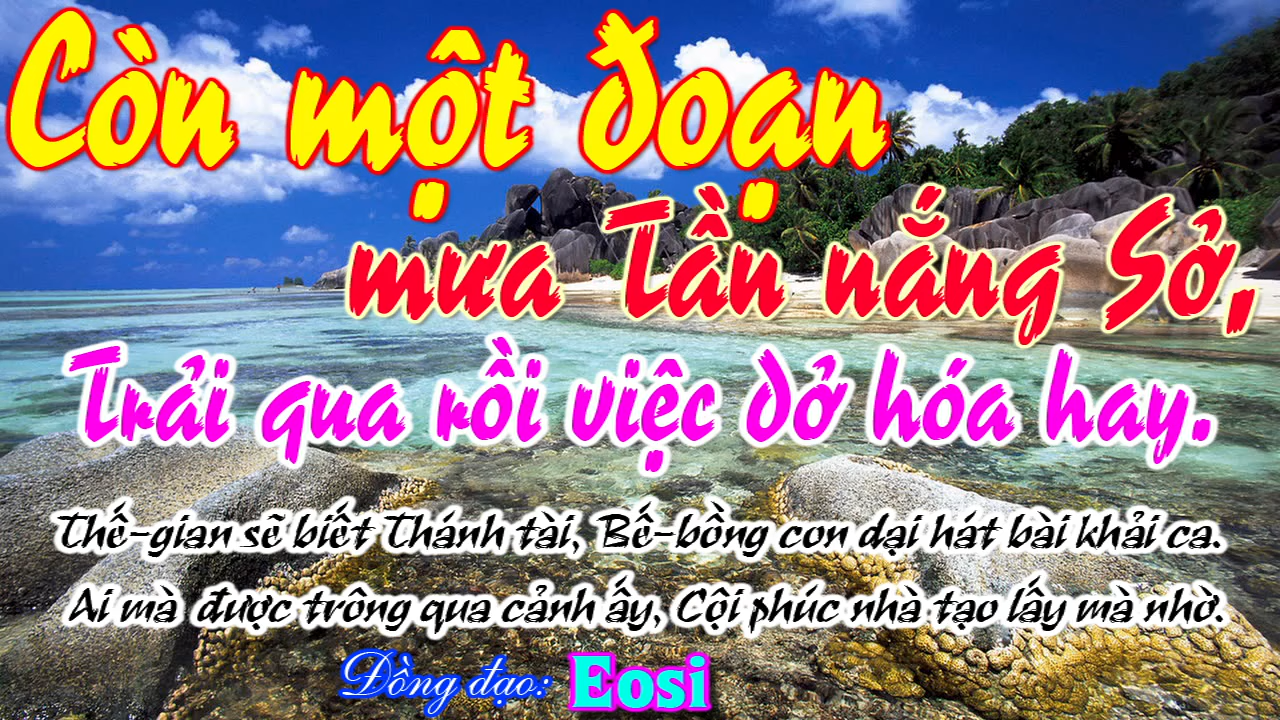 Còn một đoạn
mưa Tần nắng Sở,
Trải qua rồi việc dở hóa hay.
Thế-gian sẽ biết Thánh tài, Bế-bồng con dại hát bài khải ca.
Ai mà được trông qua cảnh ấy, Cội phúc nhà tạo lấy mà nhờ.
Đồng đạo: Eosi